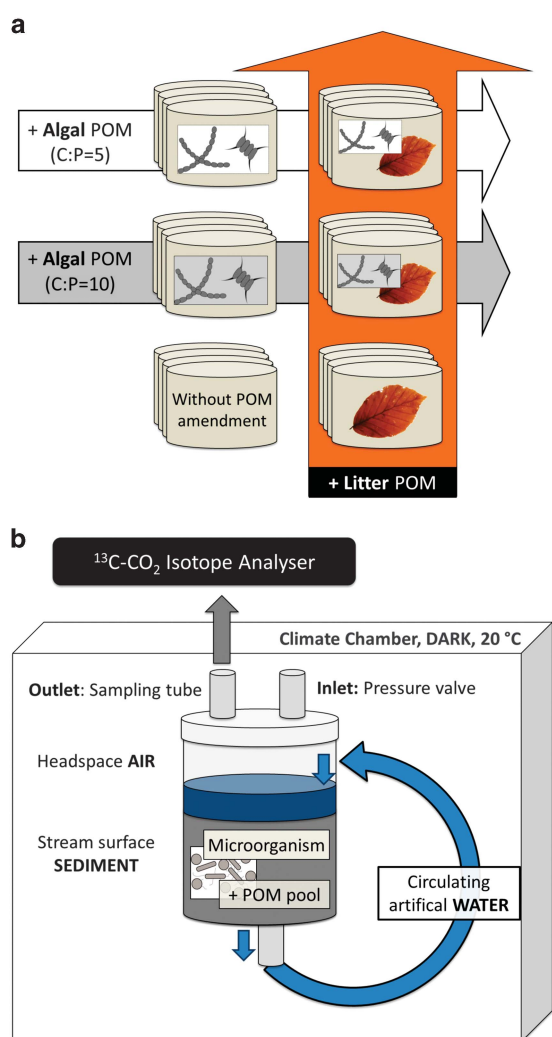 a
+ Algal POM
(C:P=5)
+ Algal POM
(C:P=10)
Without POM
amendment
+ Litter POM
b
¹³C-CO₂ Isotope Analyser
Climate Chamber, DARK, 20 °C
Outlet: Sampling tube
Inlet: Pressure valve
Headspace AIR
Stream surface
SEDIMENT
Microorganism
+ POM pool
Circulating
artifical WATER